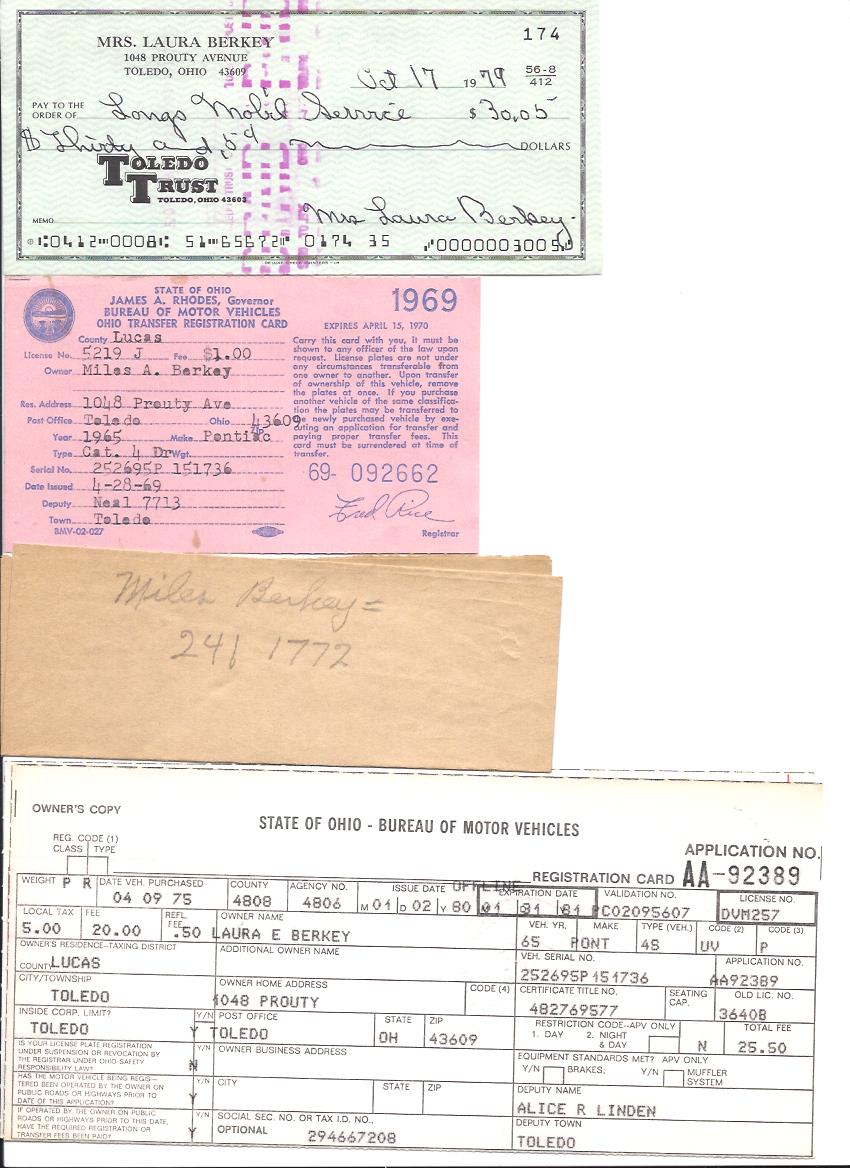 MRS. LAURA BERKEY
174
1048 PROUTY AVENUE
TOLEDO, OHIO 43609
Oct 17 1979
56-8
412
PAY TO THE
ORDER OF Longs Mobil Service $ 30.05
$ Thirty and .5¢ DOLLARS
TOLEDO
TRUST
TOLEDO, OHIO 43603
MEMO
Mrs Laura Berkey
⑆0412⑉0008⑆ 51⑉65672⑈ 0174 35 ⑇0000003005⑇
STATE OF OHIO
JAMES A. RHODES, Governor
BUREAU OF MOTOR VEHICLES
OHIO TRANSFER REGISTRATION CARD
County Lucas
License No. 5219 J Fee $1.00
Owner Miles A. Berkey
Res. Address 1048 Prouty Ave
Post Office Toledo Ohio 43609 Zip
Year 1965 Make Pontiac
Type Cat. 4 Dr Wgt.
Serial No. 252695P 151736
Date Issued 4-28-69
Deputy Neal 7713
Town Toledo
BMV-02-027
1969
EXPIRES APRIL 15, 1970
Carry this card with you, it must be
shown to any officer of the law upon
request. License plates are not under
any circumstances transferable from
one owner to another. Upon transfer
of ownership of this vehicle, remove
the plates at once. If you purchase
another vehicle of the same classifica-
tion the plates may be transferred to
the newly purchased vehicle by exe-
cuting an application for transfer and
paying proper transfer fees. This
card must be surrendered at time of
transfer.
69- 092662
Fred Rice
Registrar
Miles Berkey =
241 1772
OWNER'S COPY
STATE OF OHIO - BUREAU OF MOTOR VEHICLES
REG. CODE (1)
CLASS TYPE
APPLICATION NO.
REGISTRATION CARD AA-92389
WEIGHT P R
DATE VEH. PURCHASED 04 09 75
COUNTY 4808
AGENCY NO. 4806
ISSUE DATE OFFLINE M 01 D 02 Y 80
EXPIRATION DATE 01 31 81
VALIDATION NO. PC02095607
LICENSE NO. DVM257
LOCAL TAX 5.00
FEE 20.00
REFL. FEE .50
OWNER NAME LAURA E BERKEY
VEH. YR. 65
MAKE PONT
TYPE (VEH.) 4S
CODE (2) UV
CODE (3) P
OWNER'S RESIDENCE-TAXING DISTRICT
COUNTY LUCAS
ADDITIONAL OWNER NAME
VEH. SERIAL NO. 252695P151736
APPLICATION NO. AA92389
CITY/TOWNSHIP TOLEDO
OWNER HOME ADDRESS 1048 PROUTY
CODE (4)
CERTIFICATE TITLE NO. 482769577
SEATING CAP.
OLD LIC. NO. 3640B
INSIDE CORP. LIMIT? TOLEDO Y/N Y
POST OFFICE TOLEDO
STATE OH
ZIP 43609
RESTRICTION CODE-APV ONLY
1. DAY 2. NIGHT & DAY N
TOTAL FEE 25.50
IS YOUR LICENSE PLATE REGISTRATION
UNDER SUSPENSION OR REVOCATION BY
THE REGISTRAR UNDER OHIO SAFETY
RESPONSIBILITY LAW? Y/N N
OWNER BUSINESS ADDRESS
EQUIPMENT STANDARDS MET? APV ONLY
Y/N BRAKES; Y/N MUFFLER SYSTEM
HAS THE MOTOR VEHICLE BEING REGIS-
TERED BEEN OPERATED BY THE OWNER ON
PUBLIC ROADS OR HIGHWAYS PRIOR TO
DATE OF THIS APPLICATION? Y/N Y
CITY STATE ZIP
DEPUTY NAME ALICE R LINDEN
IF OPERATED BY THE OWNER ON PUBLIC
ROADS OR HIGHWAYS PRIOR TO THIS DATE,
HAVE THE REQUIRED REGISTRATION OR
TRANSFER FEES BEEN PAID? Y/N Y
SOCIAL SEC. NO. OR TAX I.D. NO.,
OPTIONAL 294667208
DEPUTY TOWN TOLEDO